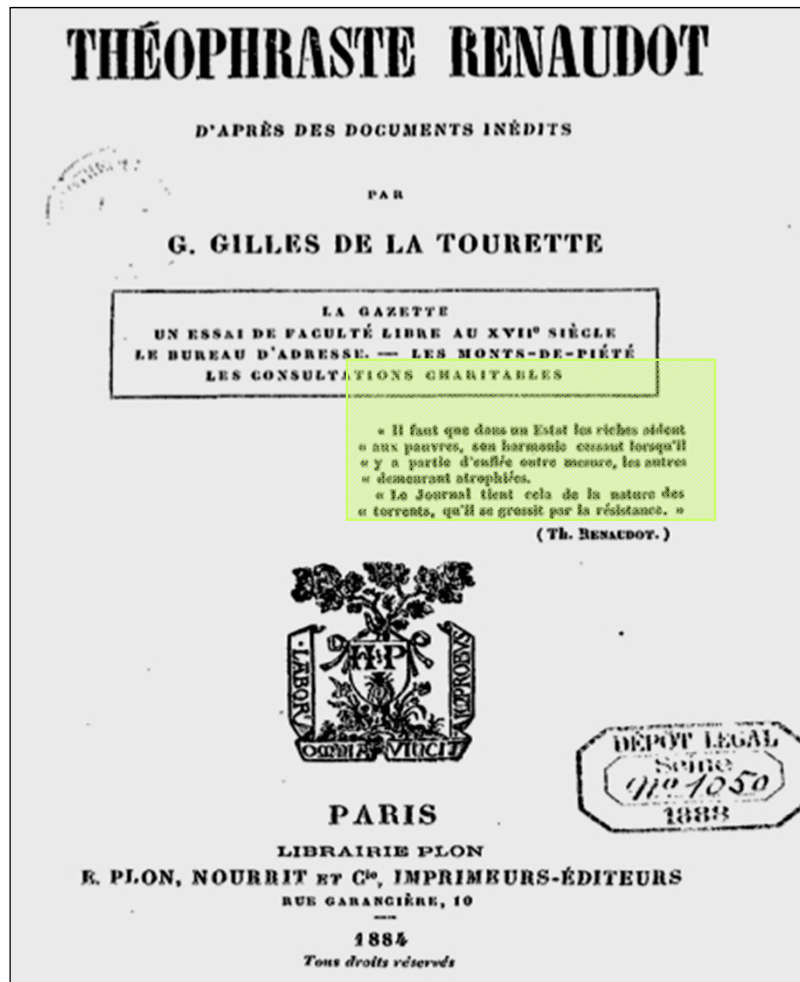 THÉOPHRASTE RENAUDOT
D'APRÈS DES DOCUMENTS INÉDITS
PAR
G. GILLES DE LA TOURETTE
LA GAZETTE
UN ESSAI DE FACULTÉ LIBRE AU XVIIe SIÈCLE
LE BUREAU D'ADRESSE. — LES MONTS-DE-PIÉTÉ
LES CONSULTATIONS CHARITABLES
« Il faut que dans un Estat les riches aident
« aux pauvres, son harmonie cessant lorsqu'il
« y a partie d'enflée outre mesure, les autres
« demeurant atrophiées.
« Le Journal tient cela de la nature des
« torrents, qu'il se grossit par la résistance. »
(Th. RENAUDOT.)
LABOR
IMPROBVS
OMNIA VINCIT
DÉPÔT LEGAL
Seine
No 1050
1883
PARIS
LIBRAIRIE PLON
E. PLON, NOURRIT ET Cie, IMPRIMEURS-ÉDITEURS
RUE GARANCIÈRE, 10
1884
Tous droits réservés